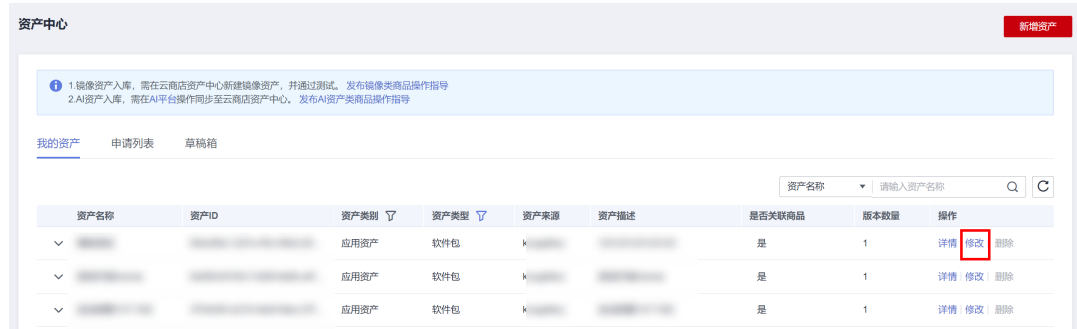 资产中心
新增资产
1.镜像资产入库，需在云商店资产中心新建镜像资产，并通过测试。 发布镜像类商品操作指导
2.AI资产入库，需在AI平台操作同步至云商店资产中心。 发布AI资产类商品操作指导
我的资产 申请列表 草稿箱
资产名称 请输入资产名称
资产名称 资产ID 资产类别 资产类型 资产来源 资产描述 是否关联商品 版本数量 操作
应用资产 软件包 是 1 详情 修改 删除
应用资产 软件包 是 1 详情 修改 删除
应用资产 软件包 是 1 详情 修改 删除